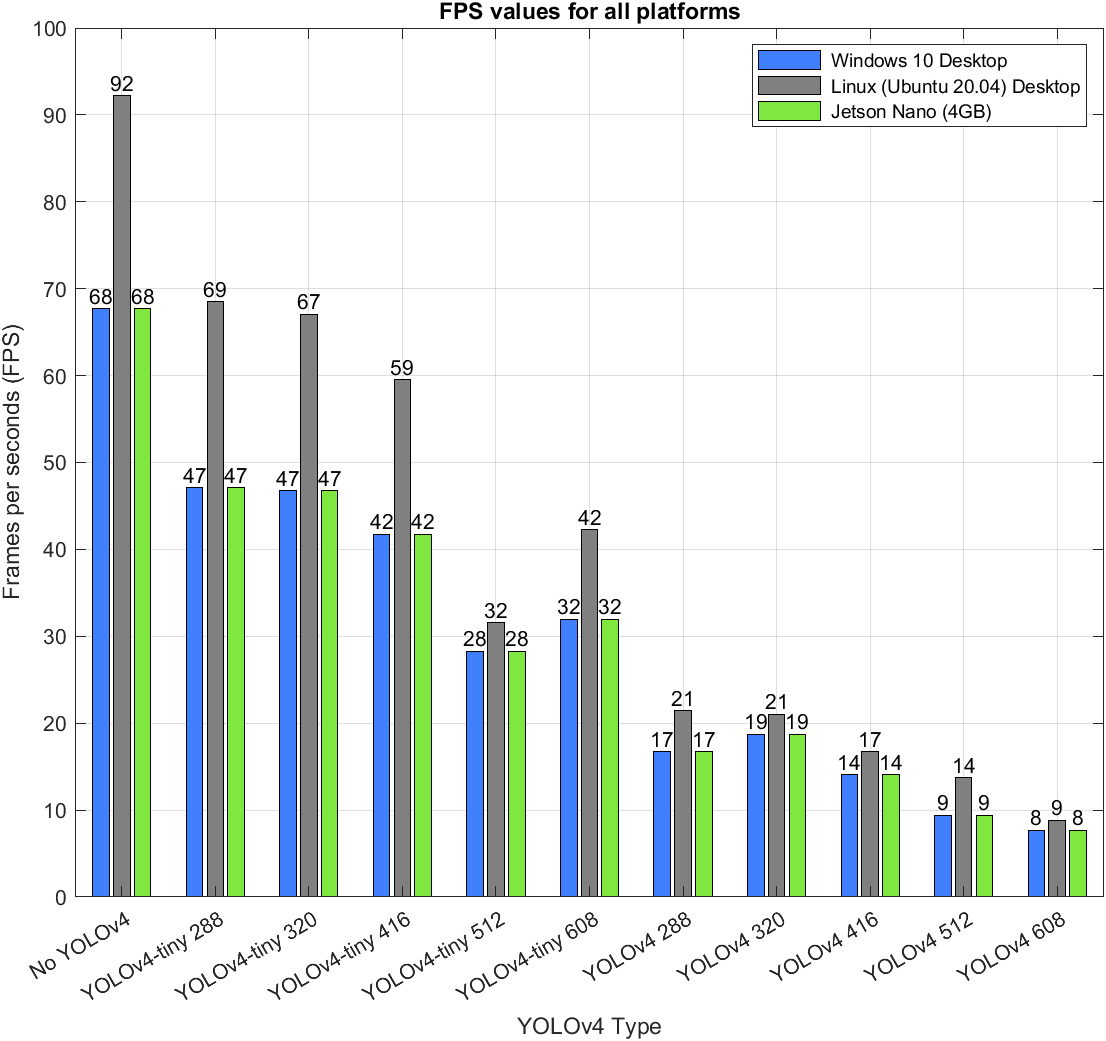 FPS values for all platforms
Windows 10 Desktop
Linux (Ubuntu 20.04) Desktop
Jetson Nano (4GB)
Frames per seconds (FPS)
100
90
80
70
60
50
40
30
20
10
0
68 92 68
47 69 47
47 67 47
42 59 42
28 32 28
32 42 32
17 21 17
19 21 19
14 17 14
9 14 9
8 9 8
No YOLOv4
YOLOv4-tiny 288
YOLOv4-tiny 320
YOLOv4-tiny 416
YOLOv4-tiny 512
YOLOv4-tiny 608
YOLOv4 288
YOLOv4 320
YOLOv4 416
YOLOv4 512
YOLOv4 608
YOLOv4 Type